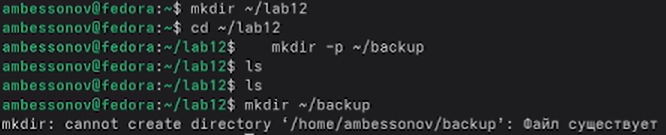 ambessonov@fedora:~$ mkdir ~/lab12
ambessonov@fedora:~$ cd ~/lab12
ambessonov@fedora:~/lab12$    mkdir -p ~/backup
ambessonov@fedora:~/lab12$ ls
ambessonov@fedora:~/lab12$ ls
ambessonov@fedora:~/lab12$ mkdir ~/backup
mkdir: cannot create directory ‘/home/ambessonov/backup’: Файл существует